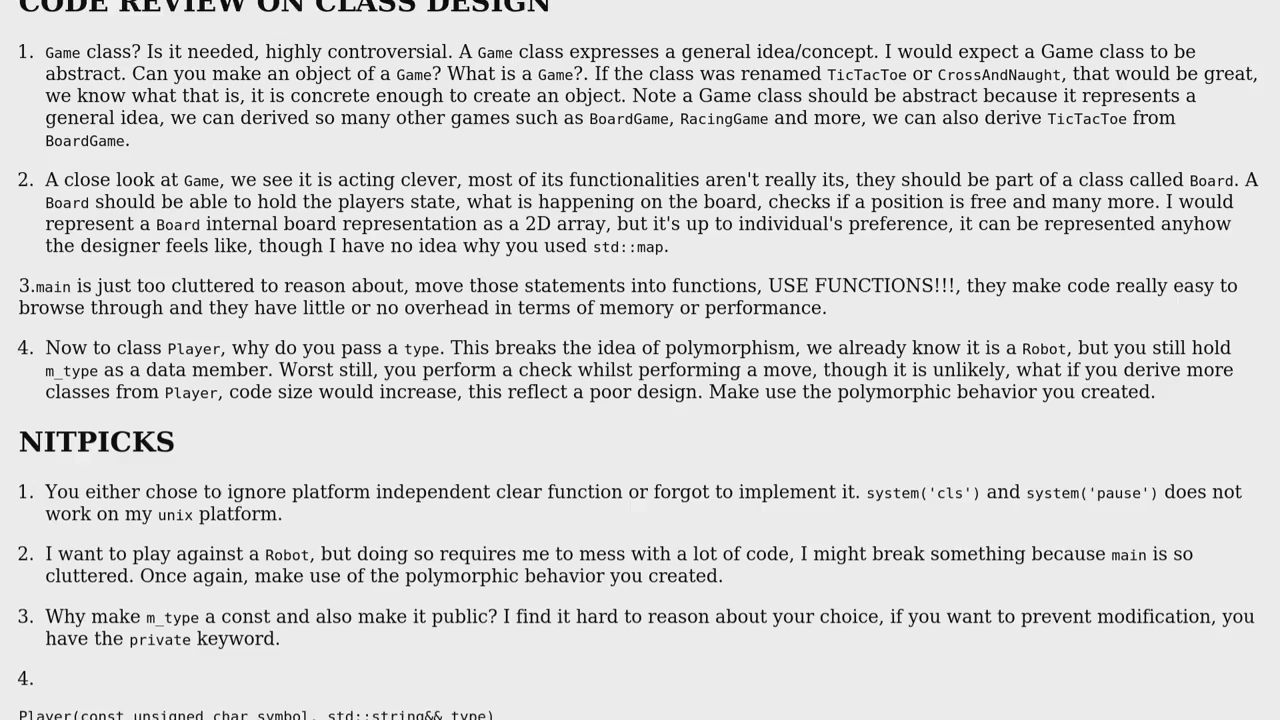 CODE REVIEW ON CLASS DESIGN
1. Game class? Is it needed, highly controversial. A Game class expresses a general idea/concept. I would expect a Game class to be
abstract. Can you make an object of a Game? What is a Game?. If the class was renamed TicTacToe or CrossAndNaught, that would be great,
we know what that is, it is concrete enough to create an object. Note a Game class should be abstract because it represents a
general idea, we can derived so many other games such as BoardGame, RacingGame and more, we can also derive TicTacToe from
BoardGame.
2. A close look at Game, we see it is acting clever, most of its functionalities aren't really its, they should be part of a class called Board. A
Board should be able to hold the players state, what is happening on the board, checks if a position is free and many more. I would
represent a Board internal board representation as a 2D array, but it's up to individual's preference, it can be represented anyhow
the designer feels like, though I have no idea why you used std::map.
3.main is just too cluttered to reason about, move those statements into functions, USE FUNCTIONS!!!, they make code really easy to
browse through and they have little or no overhead in terms of memory or performance.
4. Now to class Player, why do you pass a type. This breaks the idea of polymorphism, we already know it is a Robot, but you still hold
m_type as a data member. Worst still, you perform a check whilst performing a move, though it is unlikely, what if you derive more
classes from Player, code size would increase, this reflect a poor design. Make use the polymorphic behavior you created.
NITPICKS
1. You either chose to ignore platform independent clear function or forgot to implement it. system('cls') and system('pause') does not
work on my unix platform.
2. I want to play against a Robot, but doing so requires me to mess with a lot of code, I might break something because main is so
cluttered. Once again, make use of the polymorphic behavior you created.
3. Why make m_type a const and also make it public? I find it hard to reason about your choice, if you want to prevent modification, you
have the private keyword.
4.
Player(const unsigned char symbol, std::string&& type)